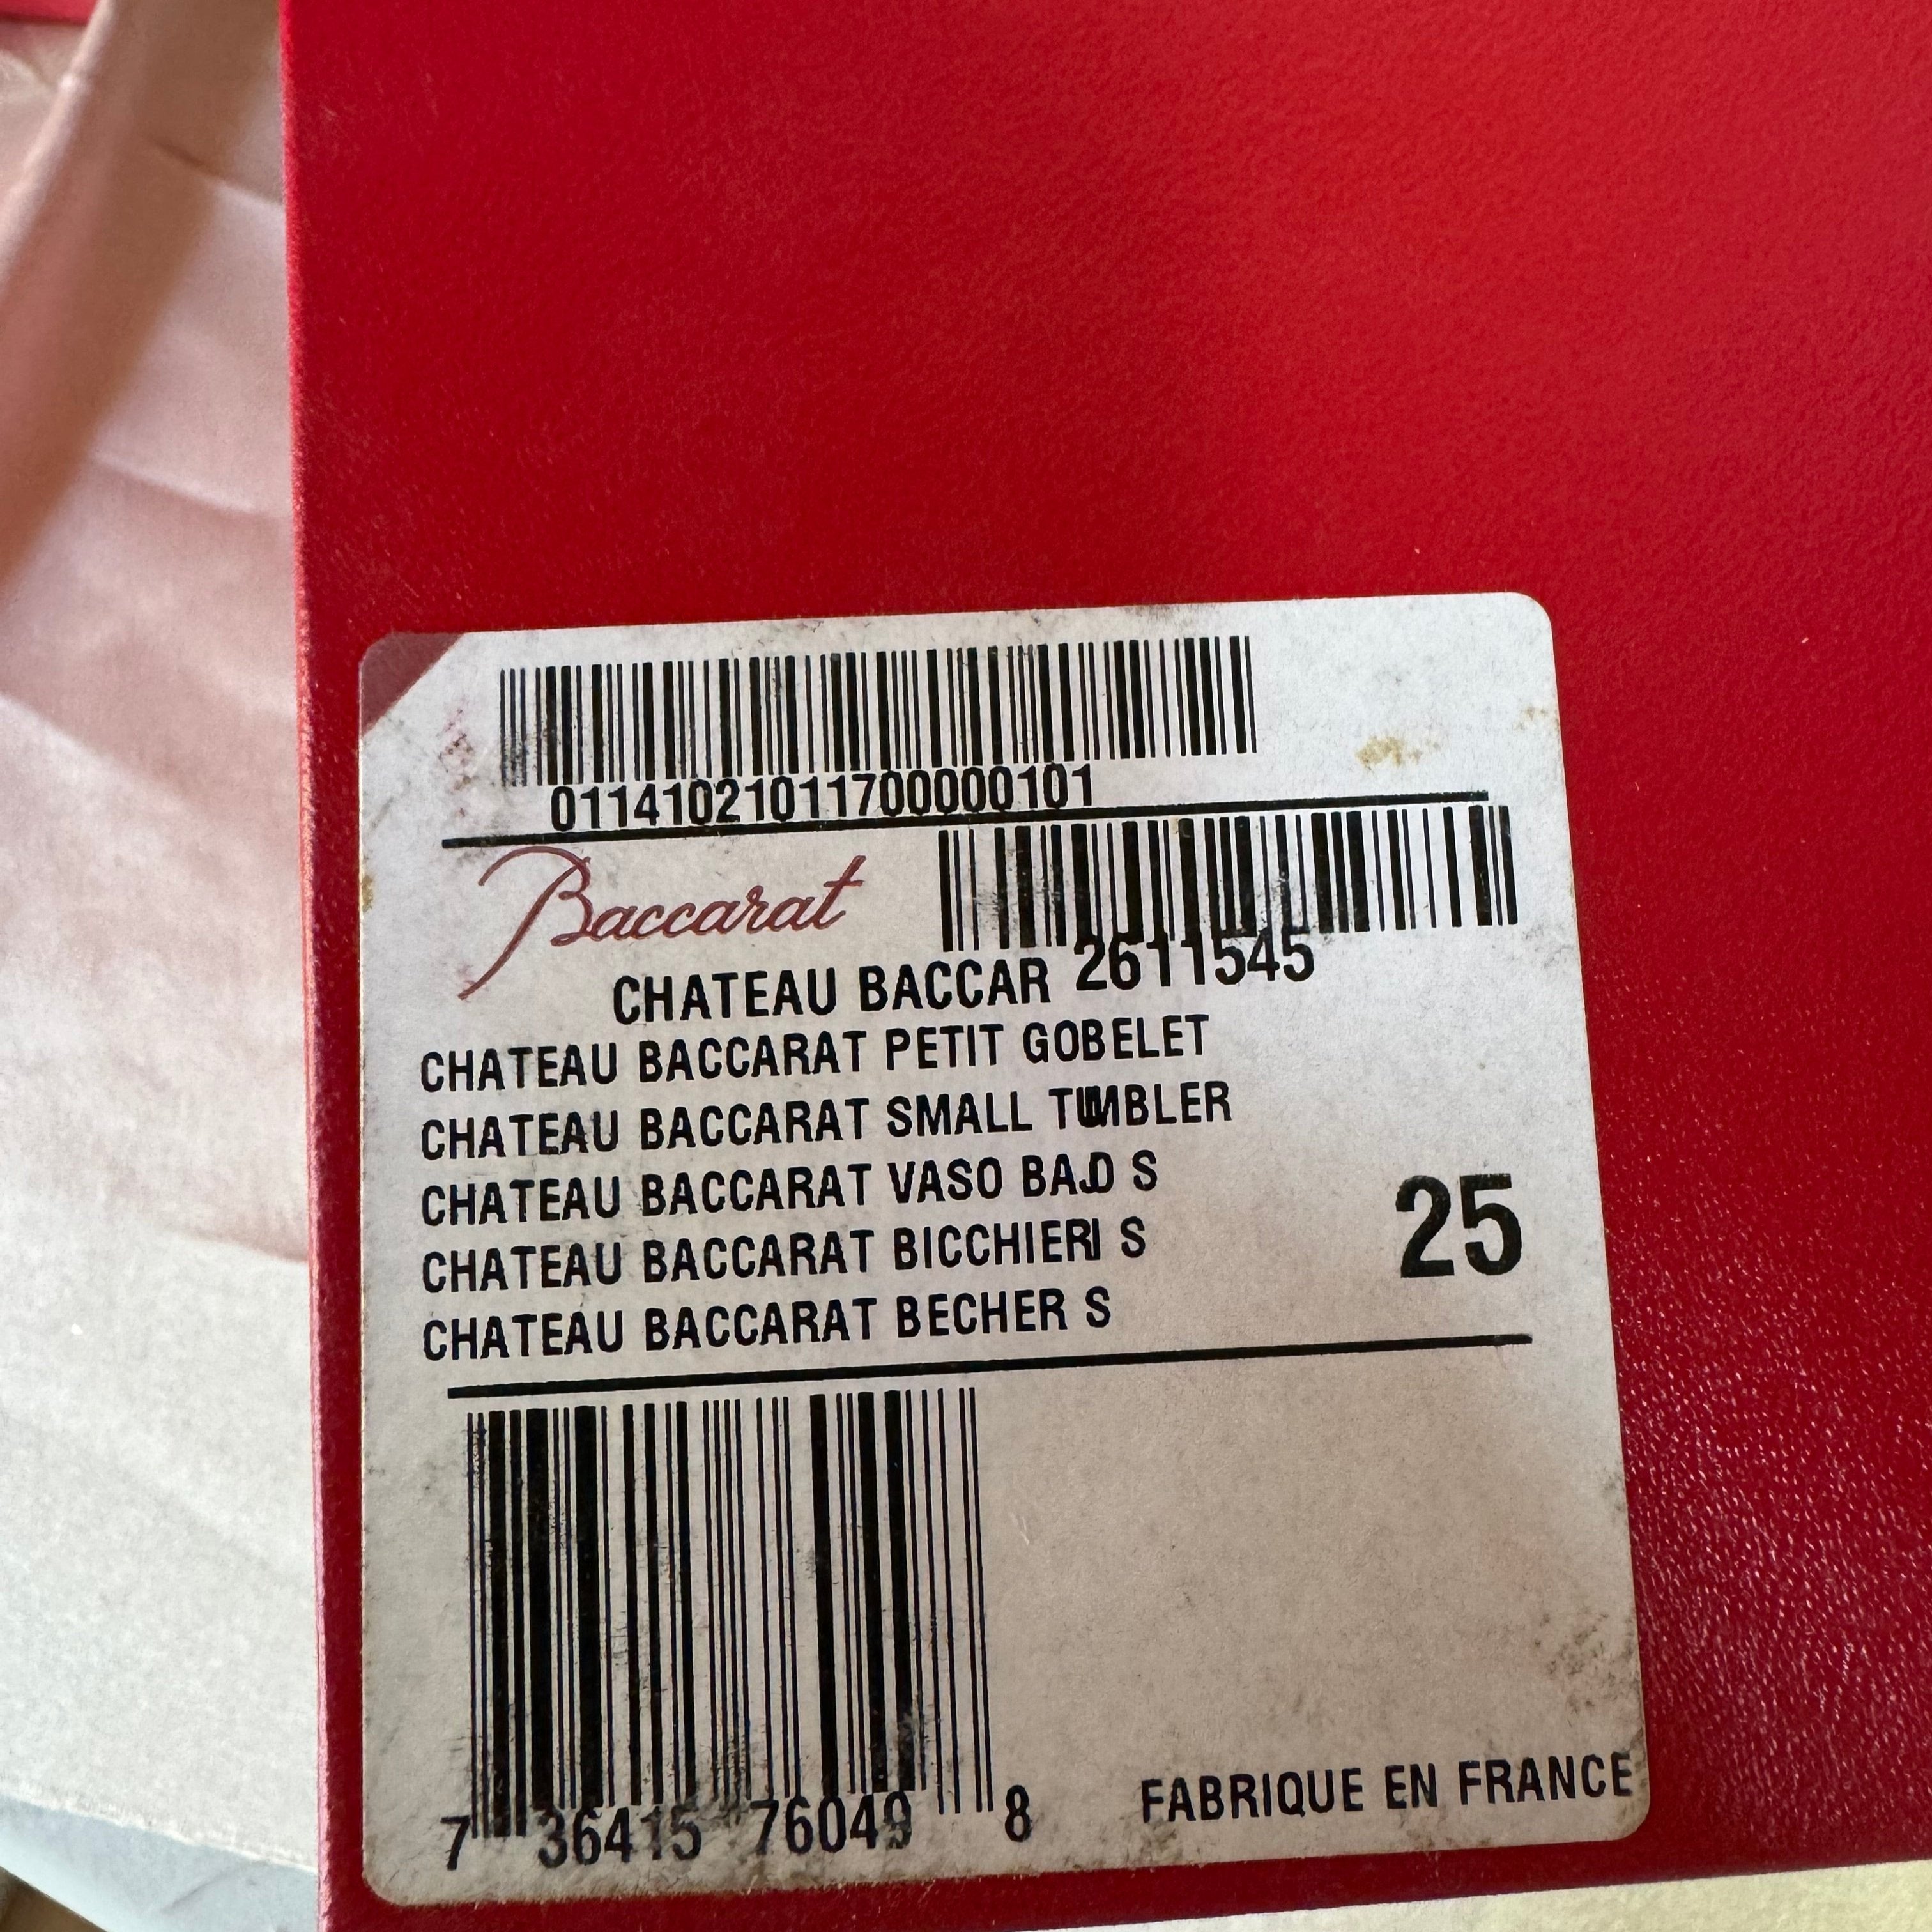 01141021011700000101
Baccarat
CHATEAU BACCAR 2611545
CHATEAU BACCARAT PETIT GOBELET
CHATEAU BACCARAT SMALL TUMBLER
CHATEAU BACCARAT VASO BAJO S
CHATEAU BACCARAT BICCHIERI S
25
CHATEAU BACCARAT BECHER S
7 36415 76049 8
FABRIQUE EN FRANCE